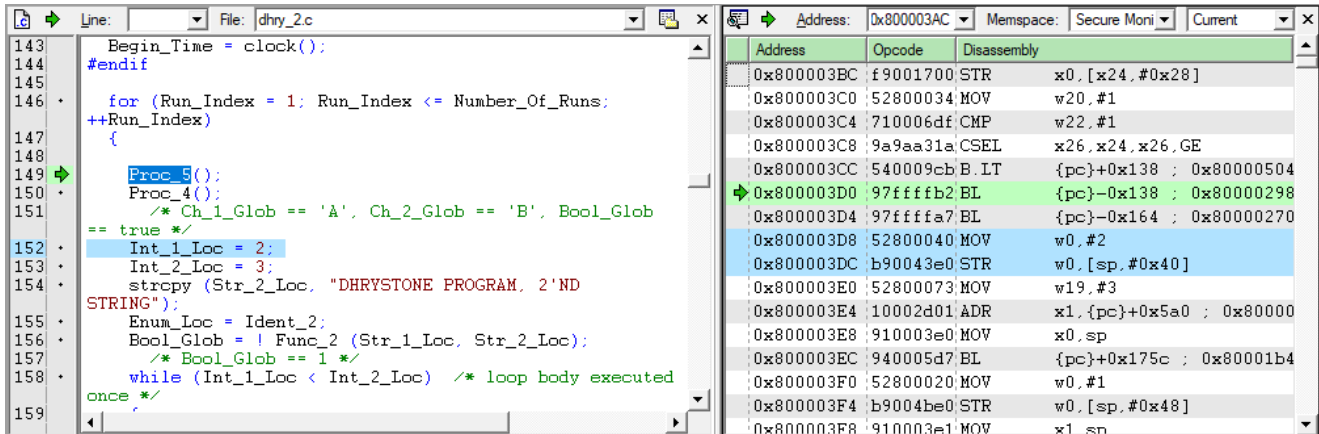 Line: File: dhry_2.c
143 Begin_Time = clock();
144 #endif
145
146 for (Run_Index = 1; Run_Index <= Number_Of_Runs;
++Run_Index)
147 {
148
149 Proc_5();
150 Proc_4();
151 /* Ch_1_Glob == 'A', Ch_2_Glob == 'B', Bool_Glob
== true */
152 Int_1_Loc = 2;
153 Int_2_Loc = 3;
154 strcpy (Str_2_Loc, "DHRYSTONE PROGRAM, 2'ND
STRING");
155 Enum_Loc = Ident_2;
156 Bool_Glob = ! Func_2 (Str_1_Loc, Str_2_Loc);
157 /* Bool_Glob == 1 */
158 while (Int_1_Loc < Int_2_Loc) /* loop body executed
once */
159
Address: 0x800003AC Memspace: Secure Moni Current
Address Opcode Disassembly
0x800003BC f9001700 STR x0,[x24,#0x28]
0x800003C0 52800034 MOV w20,#1
0x800003C4 710006df CMP w22,#1
0x800003C8 9a9aa31a CSEL x26,x24,x26,GE
0x800003CC 540009cb B.LT {pc}+0x138 ; 0x80000504
0x800003D0 97ffffb2 BL {pc}-0x138 ; 0x80000298
0x800003D4 97ffffa7 BL {pc}-0x164 ; 0x80000270
0x800003D8 52800040 MOV w0,#2
0x800003DC b90043e0 STR w0,[sp,#0x40]
0x800003E0 52800073 MOV w19,#3
0x800003E4 10002d01 ADR x1,{pc}+0x5a0 ; 0x80000
0x800003E8 910003e0 MOV x0,sp
0x800003EC 940005d7 BL {pc}+0x175c ; 0x80001b4
0x800003F0 52800020 MOV w0,#1
0x800003F4 b9004be0 STR w0,[sp,#0x48]
0x800003F8 910003e1 MOV x1,sp